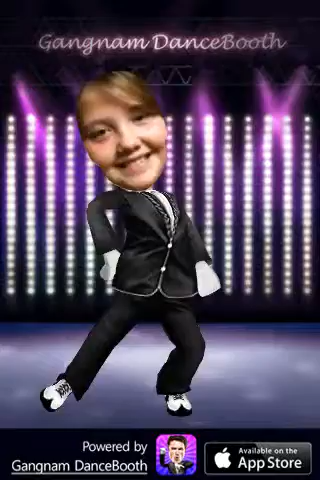 Gangnam DanceBooth
Powered by
Gangnam DanceBooth
Available on the
App Store